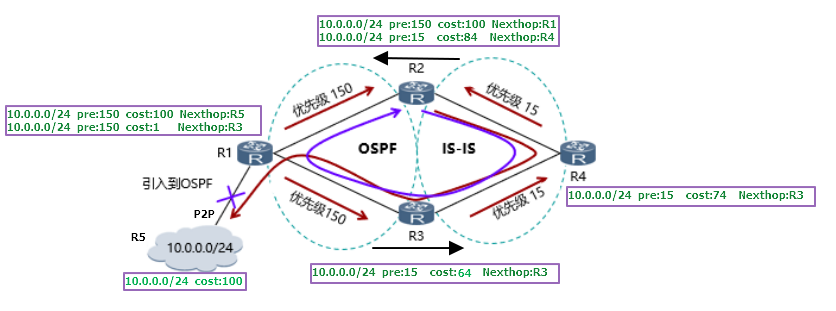 10.0.0.0/24 pre:150 cost:100 Nexthop:R1
10.0.0.0/24 pre:15 cost:84 Nexthop:R4
R2
10.0.0.0/24 pre:150 cost:100 Nexthop:R5
10.0.0.0/24 pre:150 cost:1 Nexthop:R3
优先级 150
优先级 15
R
R1
R
OSPF
IS-IS
R
R4
引入到OSPF
优先级150
优先级 15
10.0.0.0/24 pre:15 cost:74 Nexthop:R3
P2P
R
R3
R5
10.0.0.0/24
10.0.0.0/24 cost:100
10.0.0.0/24 pre:15 cost:64 Nexthop:R3